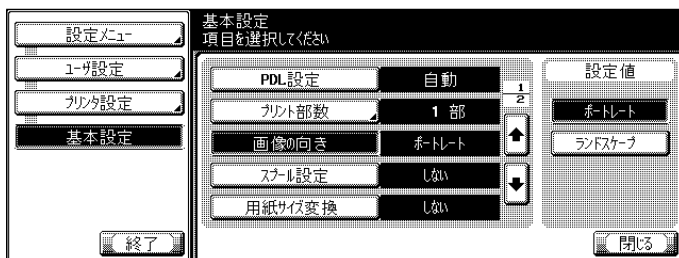 設定ﾒﾆｭｰ
ﾕｰｻﾞ設定
ﾌﾟﾘﾝﾀ設定
基本設定
終了
基本設定
項目を選択してください
PDL設定 自動
ﾌﾟﾘﾝﾄ部数 1 部
画像の向き ﾎﾟｰﾄﾚｰﾄ
ｽﾌﾟｰﾙ設定 しない
用紙ｻｲｽﾞ変換 しない
1
2
設定値
ﾎﾟｰﾄﾚｰﾄ
ﾗﾝﾄﾞｽｹｰﾌﾟ
閉じる